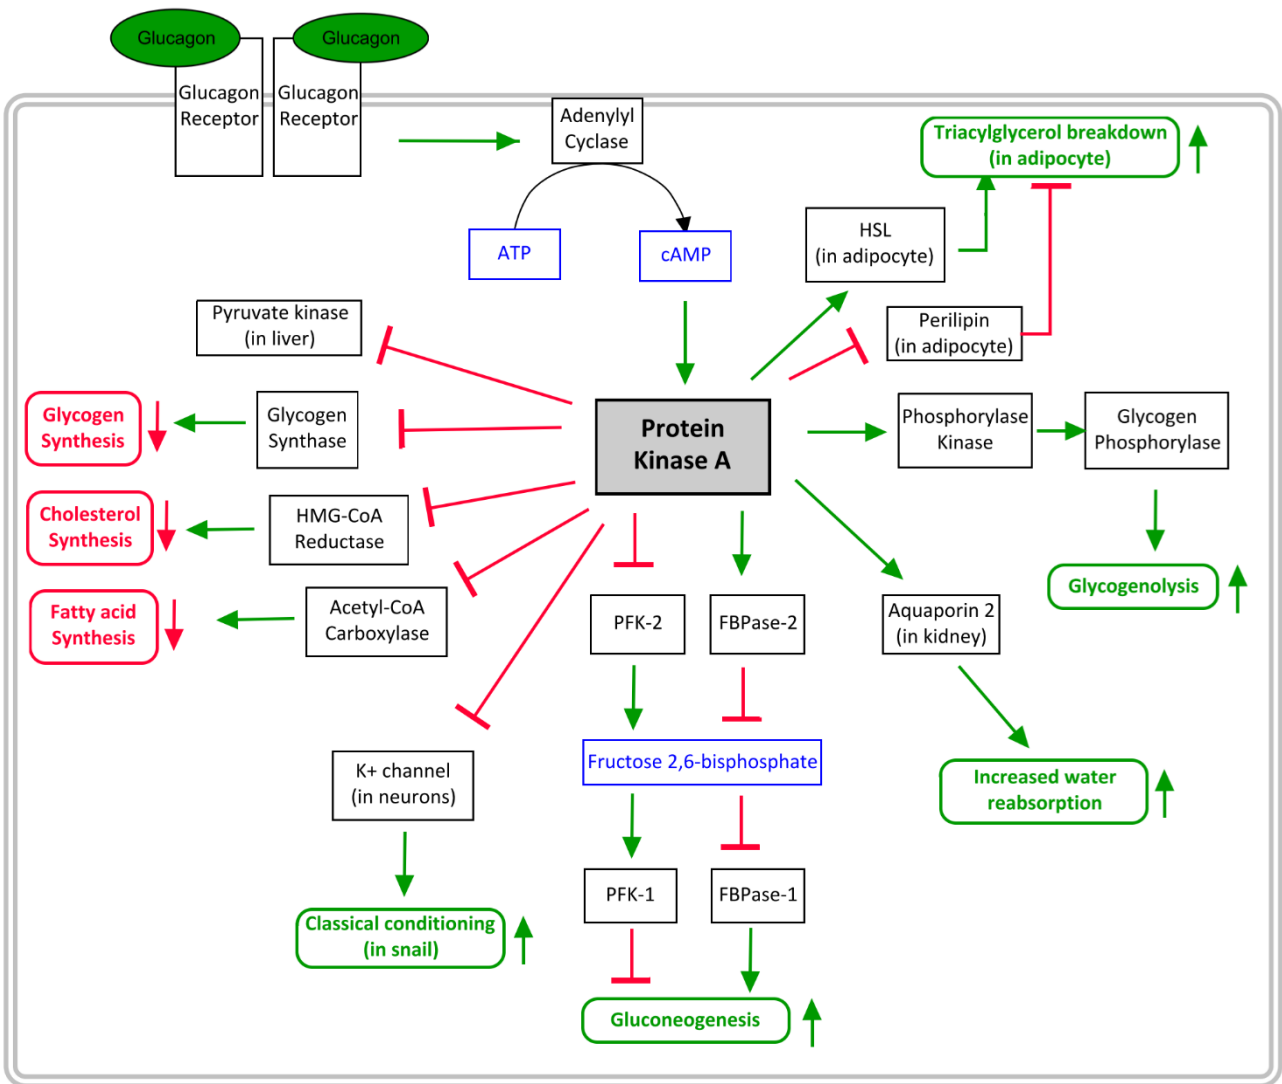 Glucagon
Glucagon
Glucagon
Receptor
Glucagon
Receptor
Adenylyl
Cyclase
Triacylglycerol breakdown
(in adipocyte)
ATP
cAMP
HSL
(in adipocyte)
Pyruvate kinase
(in liver)
Perilipin
(in adipocyte)
Glycogen
Synthesis
Glycogen
Synthase
Protein
Kinase A
Phosphorylase
Kinase
Glycogen
Phosphorylase
Cholesterol
Synthesis
HMG-CoA
Reductase
Fatty acid
Synthesis
Acetyl-CoA
Carboxylase
PFK-2
FBPase-2
Aquaporin 2
(in kidney)
Glycogenolysis
K+ channel
(in neurons)
Fructose 2,6-bisphosphate
Increased water
reabsorption
PFK-1
FBPase-1
Classical conditioning
(in snail)
Gluconeogenesis